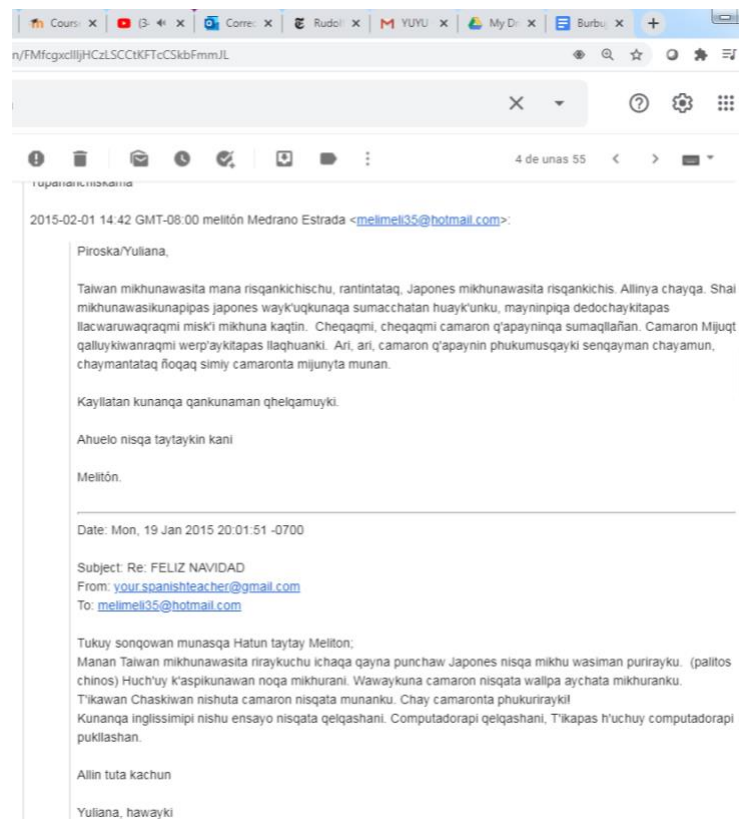 Course
(3-
Correc
Rudol
YUYU
My Dr
Burbuj
n/FMfcgxcllljHCzLSCCtKFTcCSkbFmmJL
4 de unas 55
Tupananchiskama
2015-02-01 14:42 GMT-08:00 melitón Medrano Estrada <melimeli35@hotmail.com>:
Piroska/Yuliana,
Taiwan mikhunawasita mana risqankichischu, rantintataq, Japones mikhunawasita risqankichis. Allinya chayqa. Shai
mikhunawasikunapipas japones wayk'uqkunaqa sumacchatan huayk'unku, mayninpiqa dedochaykitapas
llacwaruwaqraqmi misk'i mikhuna kaqtin. Cheqaqmi, cheqaqmi camaron q'apayninqa sumaqllañan. Camaron Mijuqt
qalluykiwanraqmi werp'aykitapas llaqhuanki. Ari, ari, camaron q'apaynin phukumusqayki senqayman chayamun,
chaymantataq ñoqaq simiy camaronta mijunyta munan.
Kayllatan kunanqa qankunaman qhelqamuyki.
Ahuelo nisqa taytaykin kani
Melitón.
Date: Mon, 19 Jan 2015 20:01:51 -0700
Subject: Re: FELIZ NAVIDAD
From: your.spanishteacher@gmail.com
To: melimeli35@hotmail.com
Tukuy sonqowan munasqa Hatun taytay Meliton;
Manan Taiwan mikhunawasita riraykuchu ichaqa qayna punchaw Japones nisqa mikhu wasiman purirayku. (palitos
chinos) Huch'uy k'aspikunawan noqa mikhurani. Wawaykuna camaron nisqata wallpa aychata mikhuranku.
T'ikawan Chaskiwan nishuta camaron nisqata munanku. Chay camaronta phukurirayki!
Kunanqa inglissimipi nishu ensayo nisqata qelqashani. Computadorapi qelqashani, T'ikapas h'uchuy computadorapi
pukllashan.
Allin tuta kachun
Yuliana, hawayki